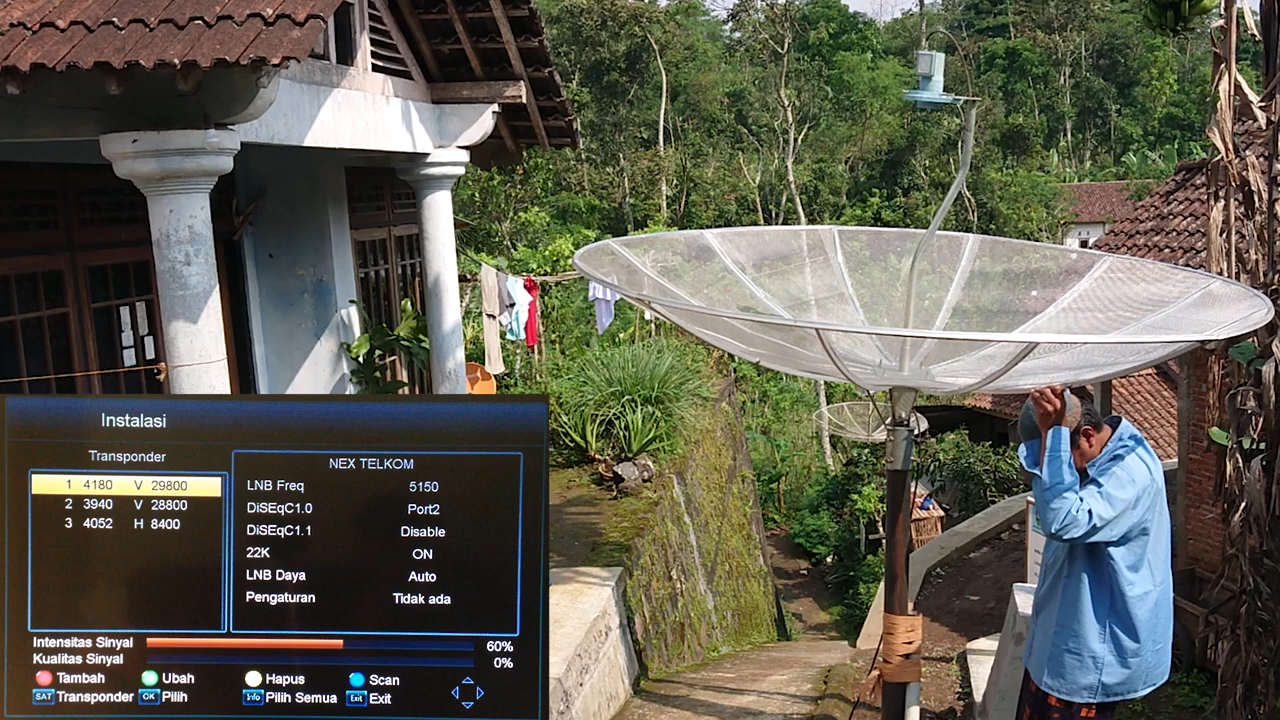 Instalasi
Transponder
1 4180 V 29800
2 3940 V 28800
3 4052 H 8400
NEX TELKOM
LNB Freq 5150
DiSEqC1.0 Port2
DiSEqC1.1 Disable
22K ON
LNB Daya Auto
Pengaturan Tidak ada
Intensitas Sinyal 60%
Kualitas Sinyal 0%
Tambah Ubah Hapus Scan
SAT Transponder OK Pilih Info Pilih Semua Exit Exit